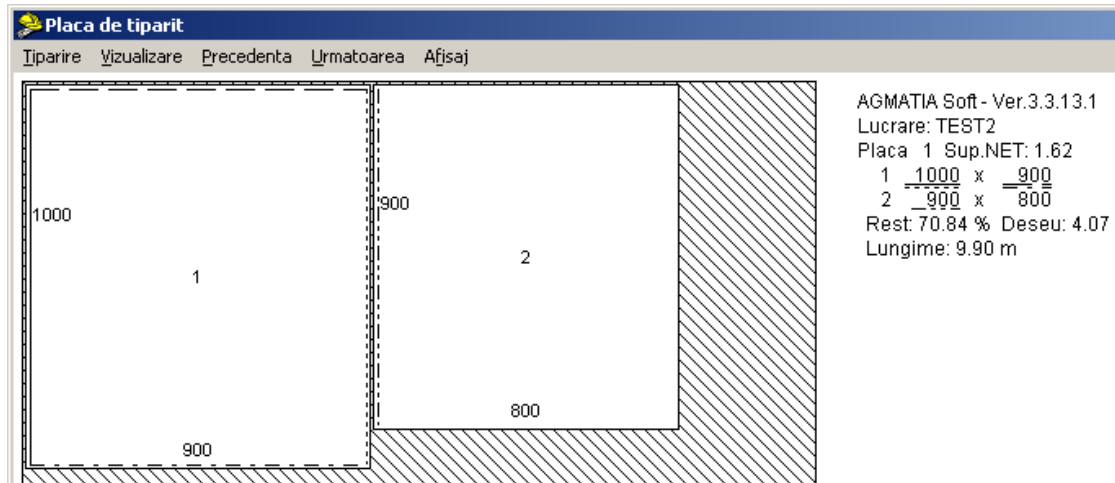 Placa de tiparit
Tiparire Vizualizare Precedenta Urmatoarea Afisaj
AGMATIA Soft - Ver.3.3.13.1
Lucrare: TEST2
Placa 1 Sup.NET: 1.62
1 1000 x 900
2 900 x 800
Rest: 70.84 % Deseu: 4.07
Lungime: 9.90 m
1000
900
1
2
800
900